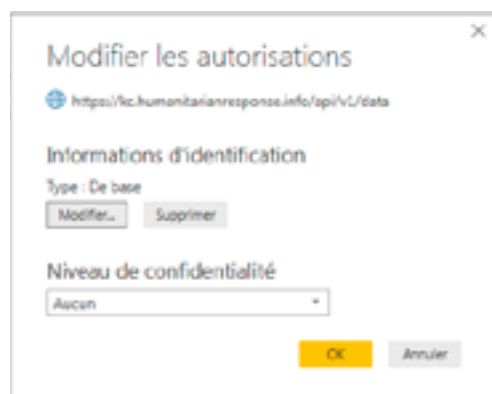 Modifier les autorisations
https://kc.humanitarianresponse.info/api/v1/data
Informations d'identification
Type : De base
Modifier... Supprimer
Niveau de confidentialité
Aucun
OK Annuler